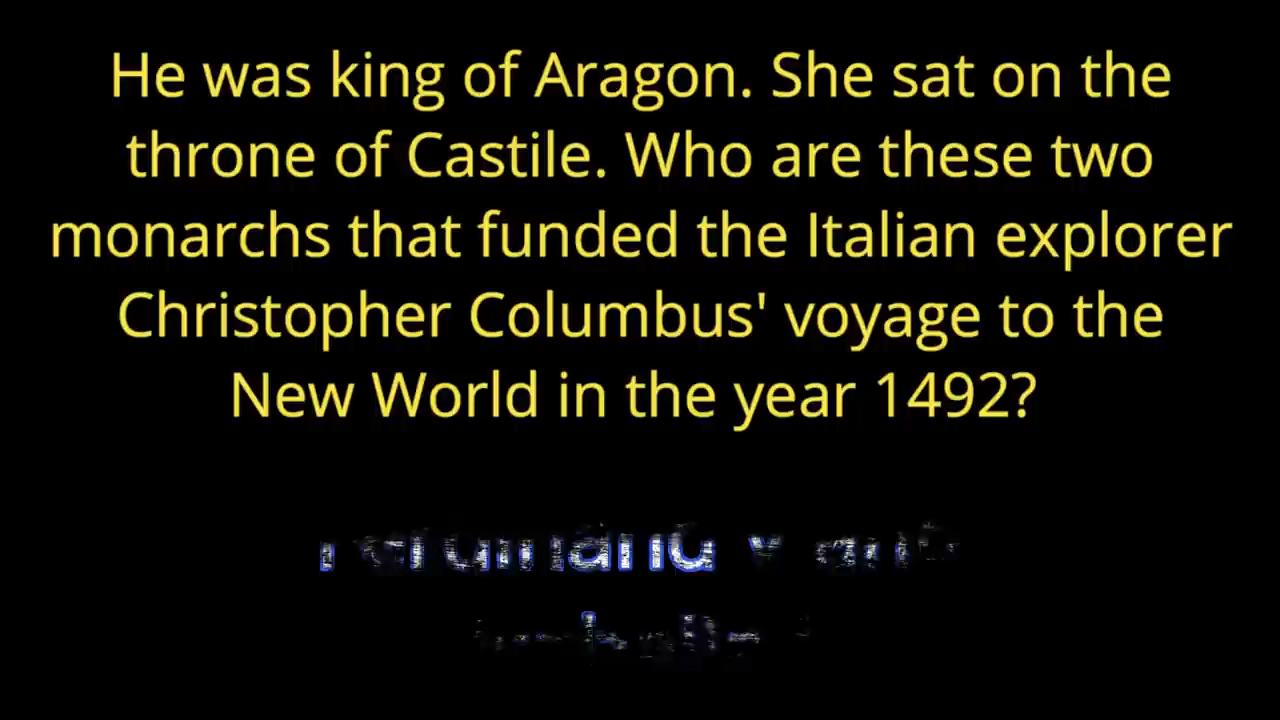 He was king of Aragon. She sat on the
throne of Castile. Who are these two
monarchs that funded the Italian explorer
Christopher Columbus' voyage to the
New World in the year 1492?